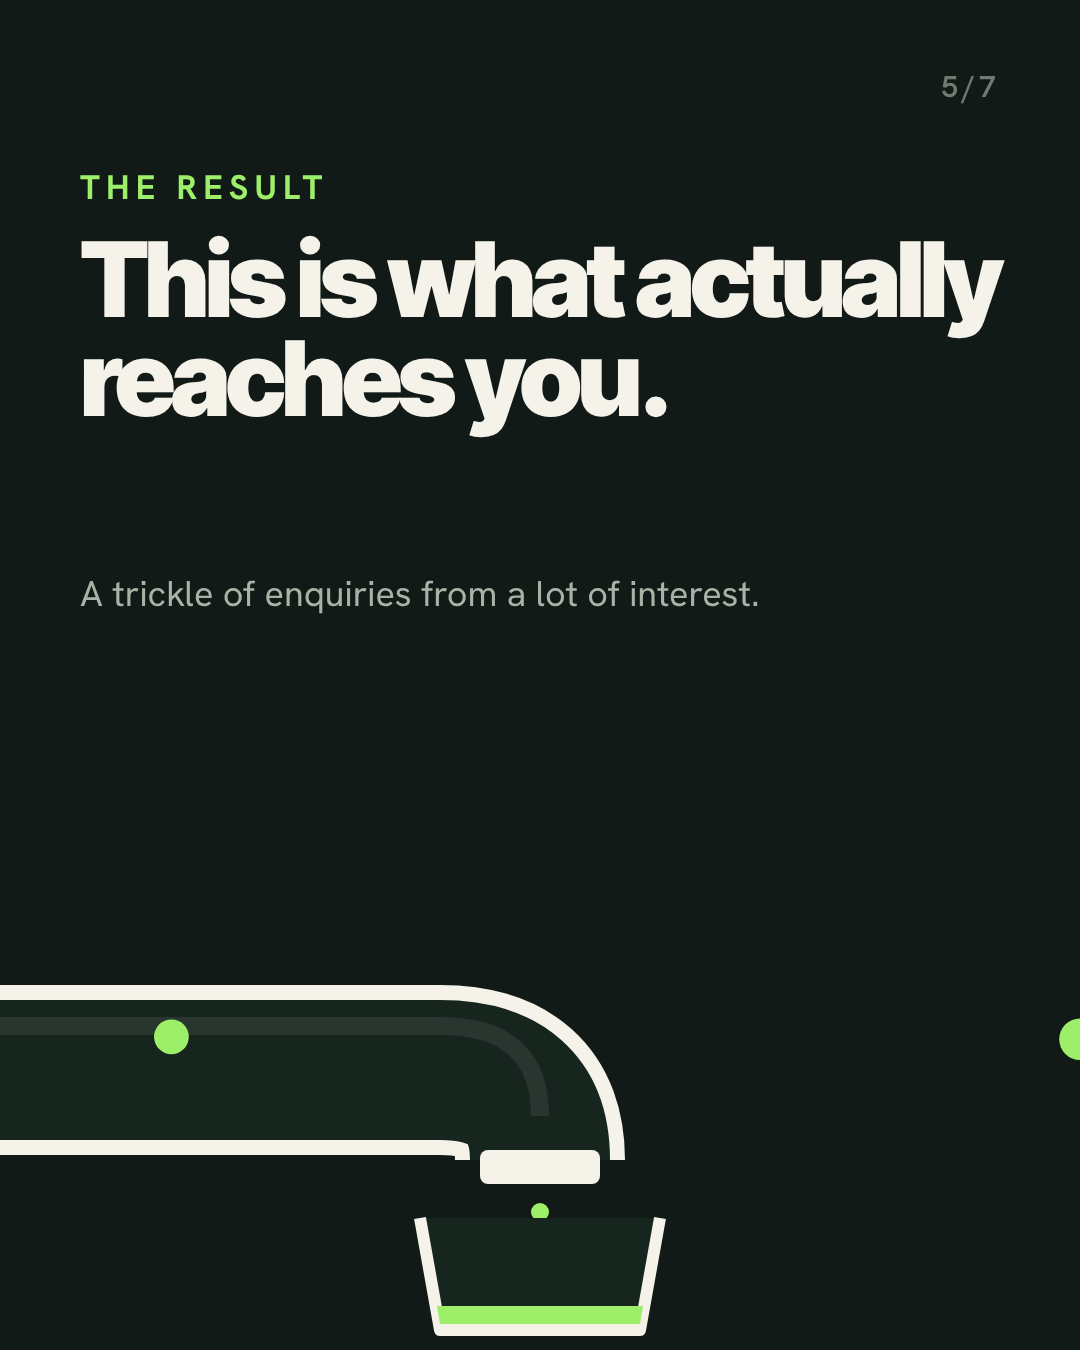 5/7
THE RESULT
This is what actually
reaches you.
A trickle of enquiries from a lot of interest.